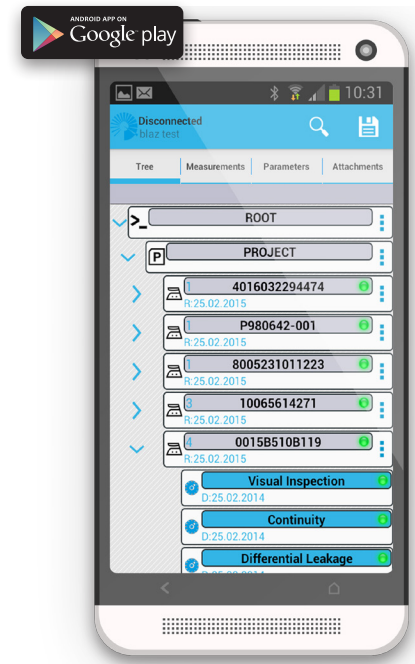 ANDROID APP ON
Google play
10:31
Disconnected
blaz test
Tree Measurements Parameters Attachments
>_ ROOT
P PROJECT
1 4016032294474
R:25.02.2015
1 P980642-001
R:25.02.2015
1 8005231011223
R:25.02.2015
3 10065614271
R:25.02.2015
4 0015B510B119
R:25.02.2015
Visual Inspection
D:25.02.2014
Continuity
D:25.02.2014
Differential Leakage